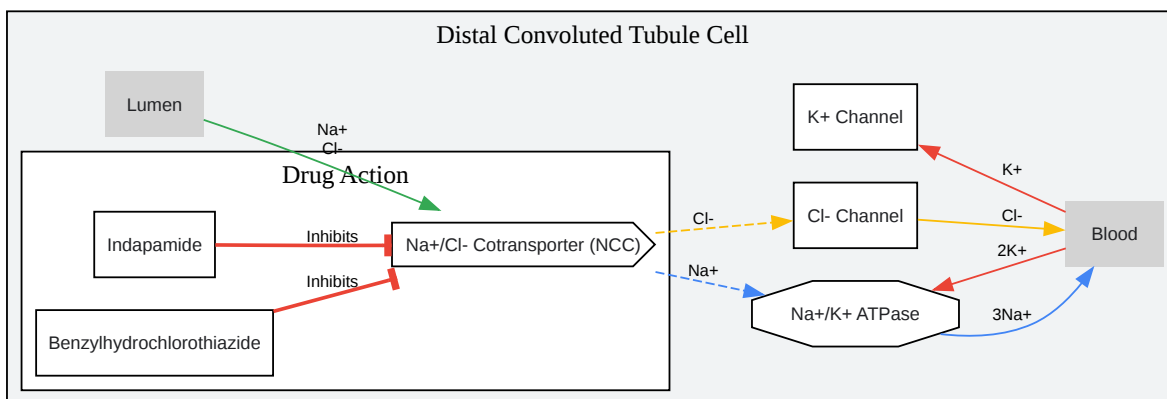 Distal Convoluted Tubule Cell
Lumen
Na+
Cl-
Drug Action
Indapamide
Inhibits
Benzylhydrochlorothiazide
Inhibits
Na+/Cl- Cotransporter (NCC)
Cl-
Na+
K+ Channel
Cl- Channel
Na+/K+ ATPase
K+
Cl-
2K+
3Na+
Blood